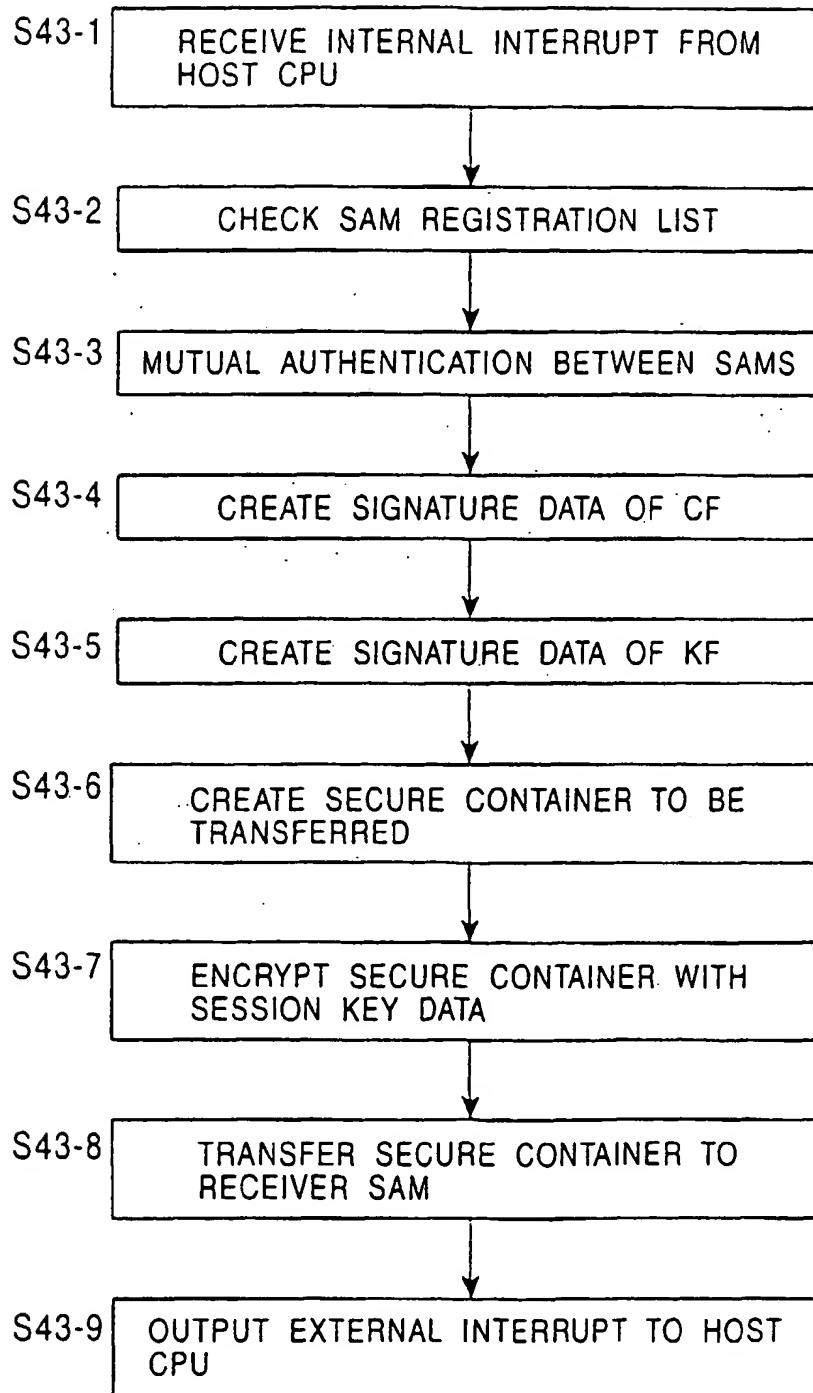 S43-1
RECEIVE INTERNAL INTERRUPT FROM
HOST CPU
S43-2
CHECK SAM REGISTRATION LIST
S43-3
MUTUAL AUTHENTICATION BETWEEN SAMS
S43-4
CREATE SIGNATURE DATA OF CF
S43-5
CREATE SIGNATURE DATA OF KF
S43-6
CREATE SECURE CONTAINER TO BE
TRANSFERRED
S43-7
ENCRYPT SECURE CONTAINER WITH
SESSION KEY DATA
S43-8
TRANSFER SECURE CONTAINER TO
RECEIVER SAM
S43-9
OUTPUT EXTERNAL INTERRUPT TO HOST
CPU